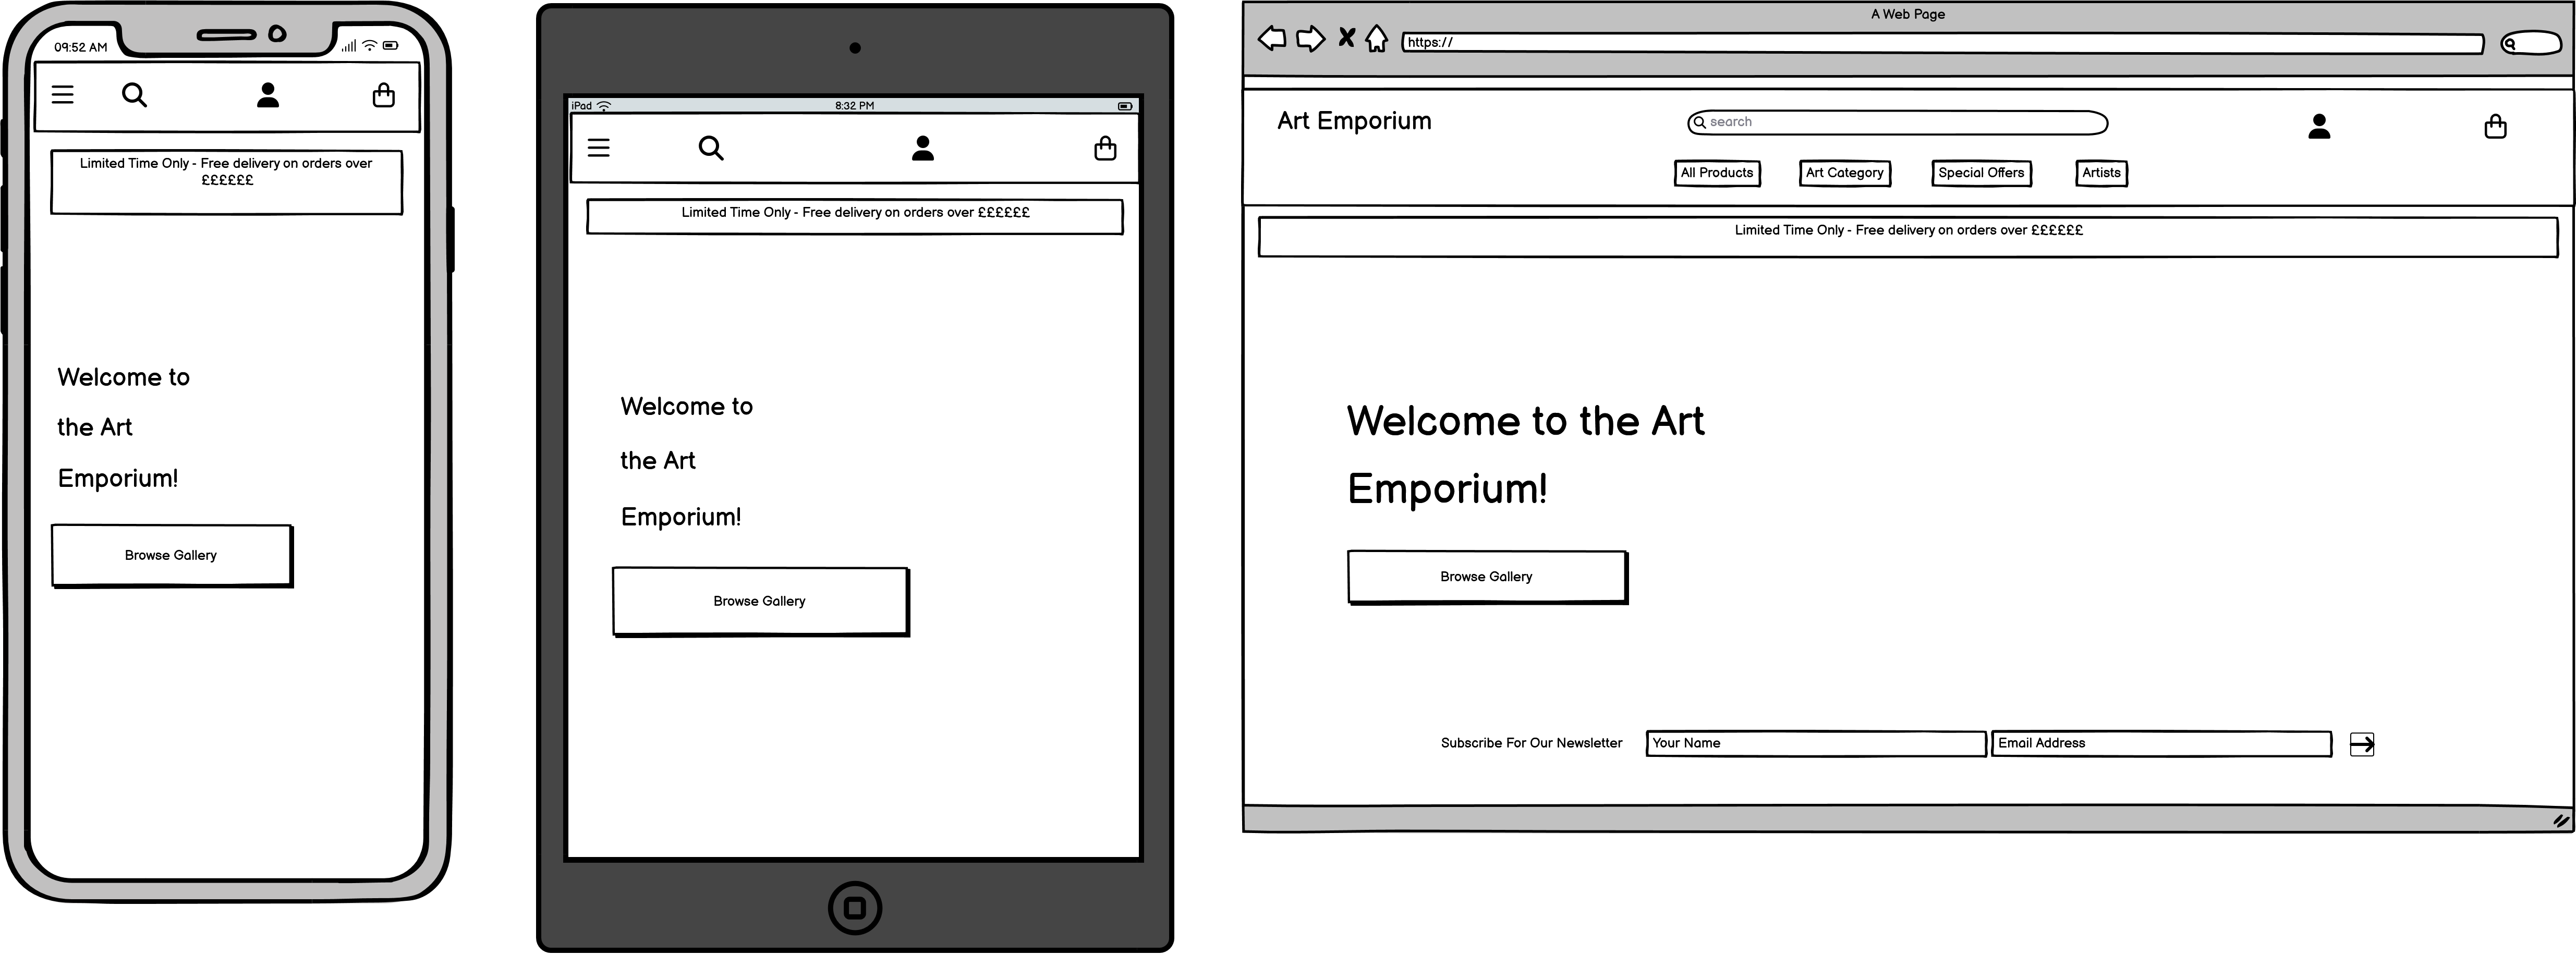 09:52 AM
Limited Time Only - Free delivery on orders over
££££££
Welcome to
the Art
Emporium!
Browse Gallery
iPad
8:32 PM
Limited Time Only - Free delivery on orders over ££££££
Welcome to
the Art
Emporium!
Browse Gallery
A Web Page
https://
Art Emporium
search
All Products
Art Category
Special Offers
Artists
Limited Time Only - Free delivery on orders over ££££££
Welcome to the Art
Emporium!
Browse Gallery
Subscribe For Our Newsletter
Your Name
Email Address